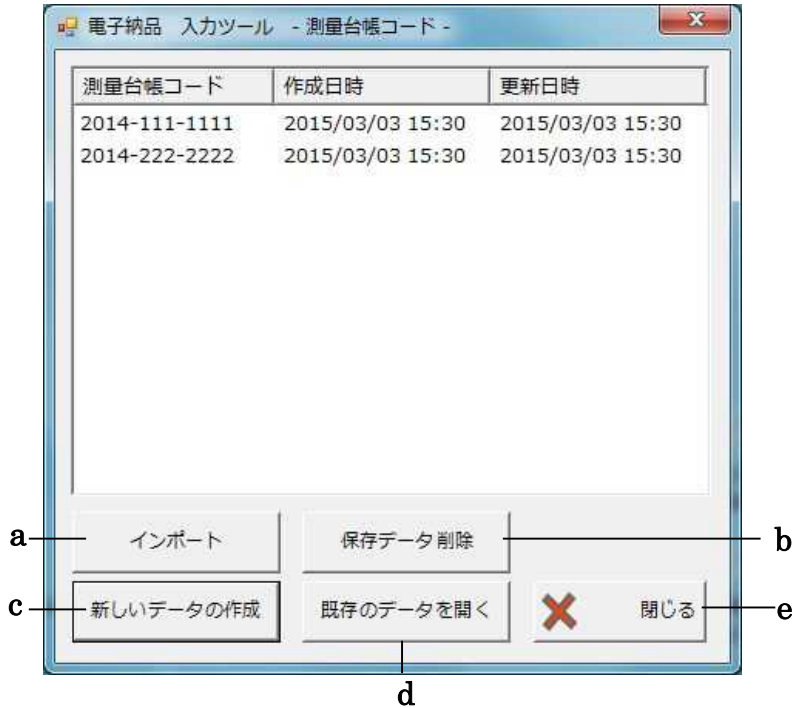 電子納品　入力ツール　- 測量台帳コード -
測量台帳コード 作成日時 更新日時
2014-111-1111 2015/03/03 15:30 2015/03/03 15:30
2014-222-2222 2015/03/03 15:30 2015/03/03 15:30
a インポート 保存データ削除 b
c 新しいデータの作成 既存のデータを開く 閉じる e
d